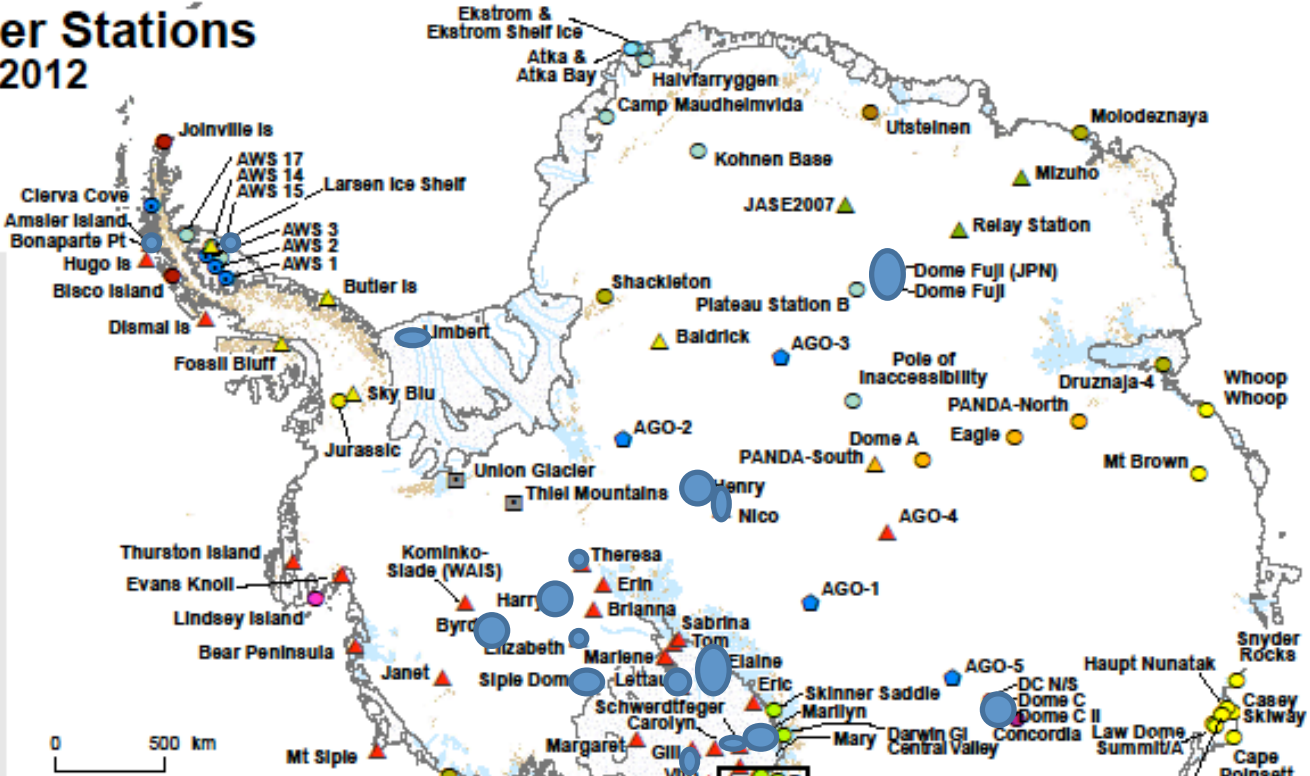 er Stations
2012
Ekstrom &
Ekstrom Shelf Ice
Atka &
Atka Bay
Halvfarryggen
Camp Maudheimvida
Utsteinen
Molodeznaya
Joinville Is
AWS 17
AWS 14
AWS 15
Larsen Ice Shelf
Kohnen Base
Mizuho
Clerva Cove
Amsler Island
Bonaparte Pt
Hugo Is
Bisco Island
AWS 3
AWS 2
AWS 1
JASE2007
Relay Station
Butler Is
Shackleton
Dome Fuji (JPN)
Dome Fuji
Plateau Station B
Dismal Is
Limbert
Baldrick
AGO-3
Fossil Bluff
Pole of
Inaccessibility
Druznaja-4
Whoop
Whoop
Sky Blu
PANDA-North
Jurassic
AGO-2
Dome A
Eagle
PANDA-South
Mt Brown
Union Glacier
Thiel Mountains
Henry
Nico
AGO-4
Thurston Island
Evans Knoll
Lindsey Island
Kominko-
Slade (WAIS)
Theresa
Erin
Harry
Brianna
AGO-1
Byrd
Elizabeth
Sabrina
Tom
Bear Peninsula
Marlene
Elaine
Snyder
Rocks
Janet
Siple Dom
Lettau
Eric
AGO-5
Haupt Nunatak
Skinner Saddle
DC N/S
Dome C
Dome C II
Concordia
Casey
Skiway
Schwerdtfeger
Carolyn
Marilyn
Darwin Gl
Central Valley
Law Dome
Summit/A
0 500 km
Mt Siple
Margaret
Gill
Mary
Cape